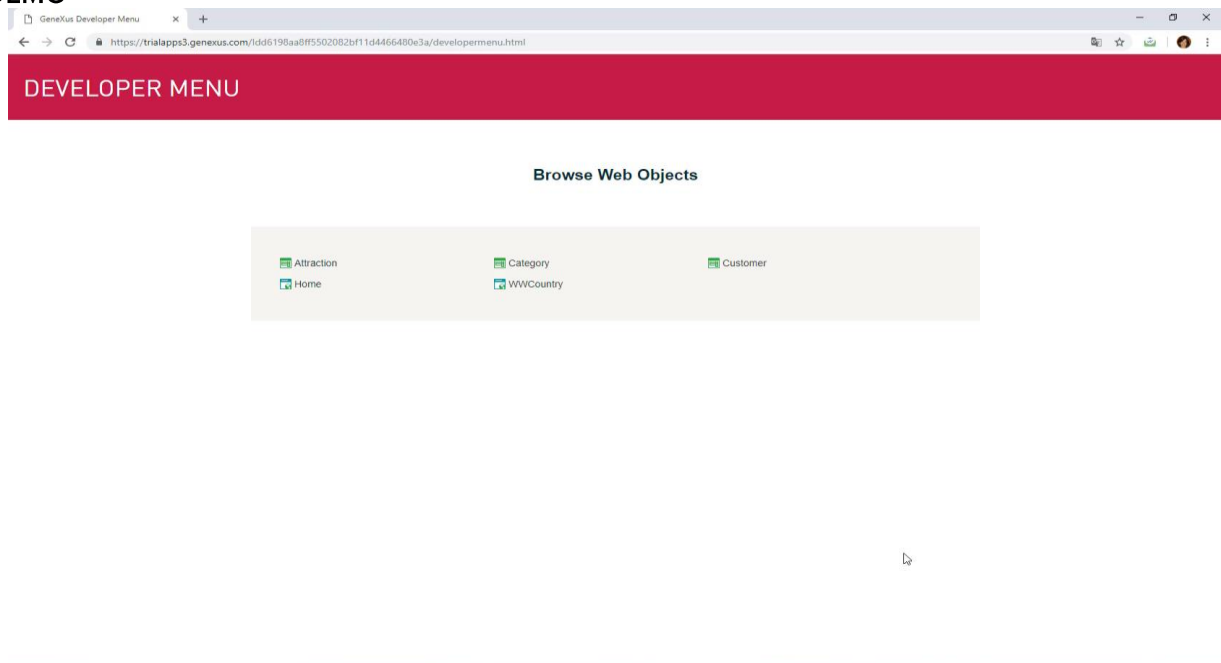 DEMO
GeneXus Developer Menu
https://trialapps3.genexus.com/Idd6198aa8ff5502082bf11d4466480e3a/developermenu.html
DEVELOPER MENU
Browse Web Objects
Attraction Category Customer
Home WWCountry